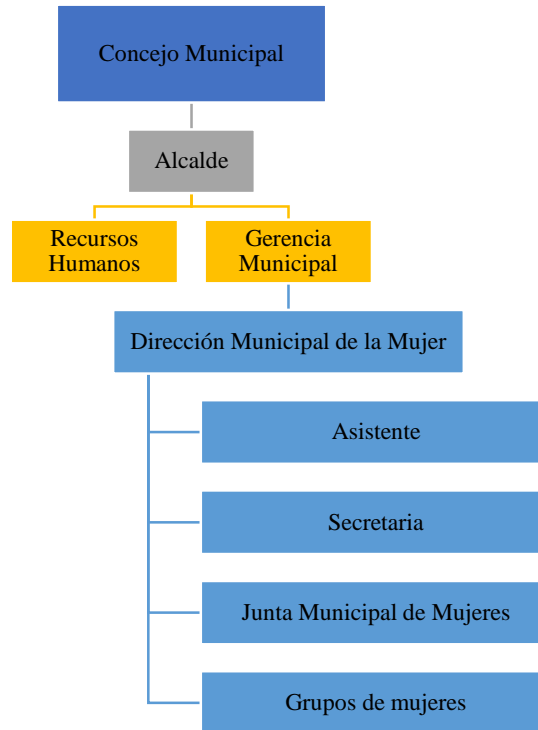 Concejo Municipal
Alcalde
Recursos
Humanos
Gerencia
Municipal
Dirección Municipal de la Mujer
Asistente
Secretaria
Junta Municipal de Mujeres
Grupos de mujeres